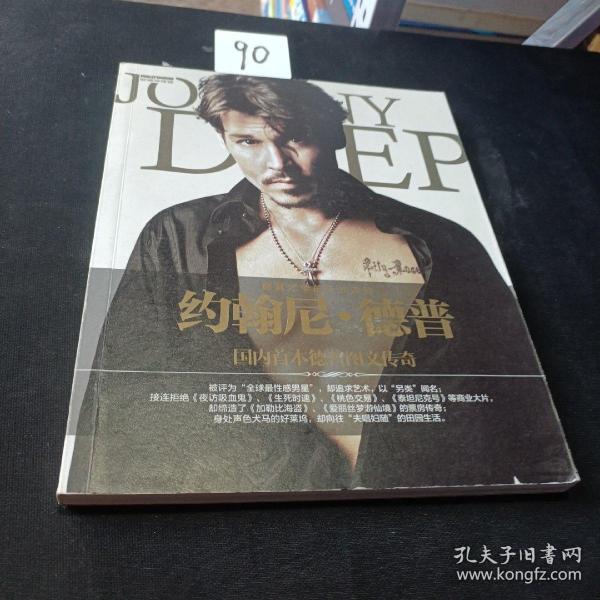 90
JO NY
D EP
约翰尼·德普
国内首本德普图文传奇
被评为“全球最性感男星”，却追求艺术，以“另类”闻名；
接连拒绝《夜访吸血鬼》、《生死时速》、《桃色交易》、《泰坦尼克号》等商业大片，
却缔造了《加勒比海盗》、《爱丽丝梦游仙境》的票房传奇；
身处声色犬马的好莱坞，却向往“夫唱妇随”的田园生活。
孔夫子旧书网
www.kongfz.com